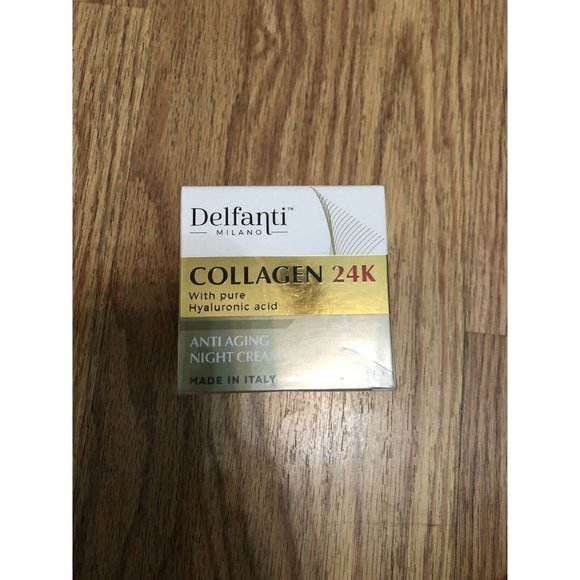 Delfanti™
MILANO
COLLAGEN 24K
With pure
Hyaluronic acid
ANTI AGING
NIGHT CREAM
MADE IN ITALY